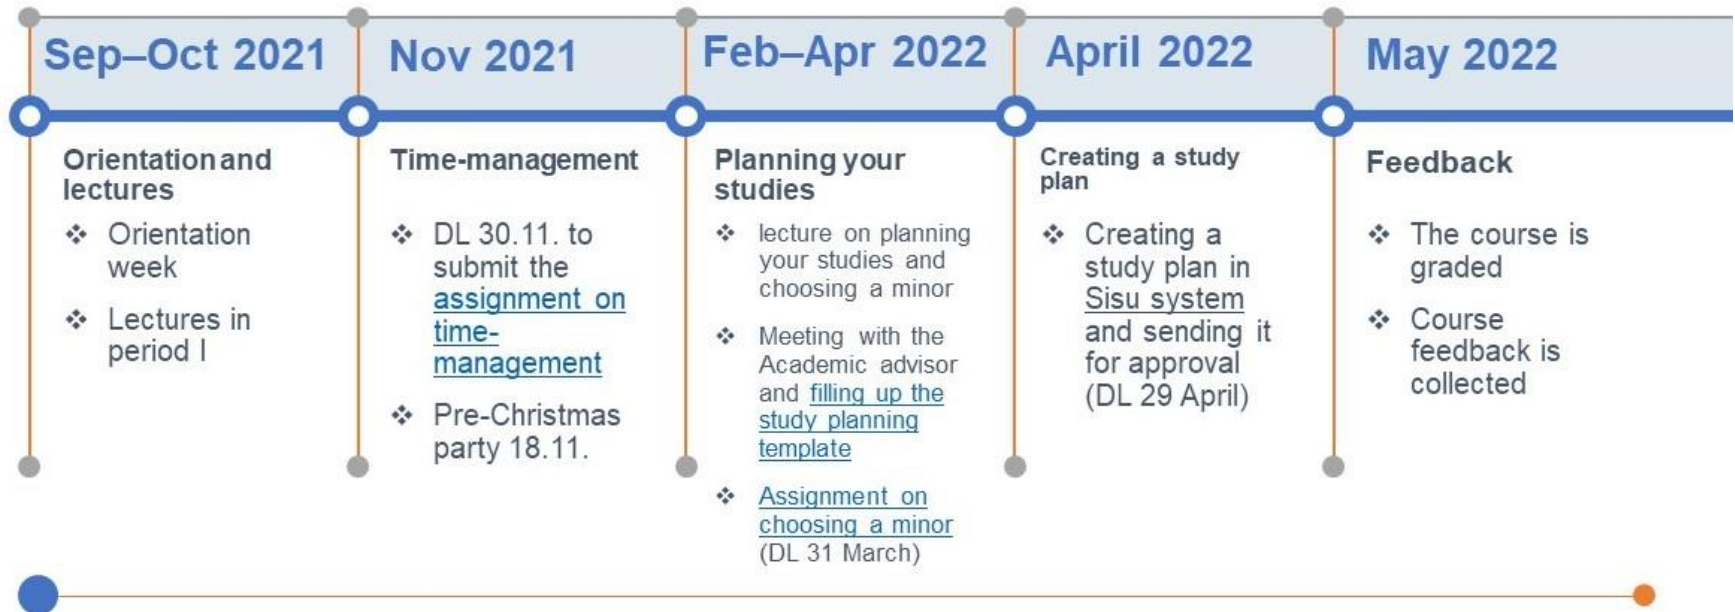 Sep–Oct 2021
Nov 2021
Feb–Apr 2022
April 2022
May 2022
Orientation and
lectures
❖ Orientation
week
❖ Lectures in
period I
Time-management
❖ DL 30.11. to
submit the
assignment on
time-
management
❖ Pre-Christmas
party 18.11.
Planning your
studies
❖ lecture on planning
your studies and
choosing a minor
❖ Meeting with the
Academic advisor
and filling up the
study planning
template
❖ Assignment on
choosing a minor
(DL 31 March)
Creating a study
plan
❖ Creating a
study plan in
Sisu system
and sending it
for approval
(DL 29 April)
Feedback
❖ The course is
graded
❖ Course
feedback is
collected